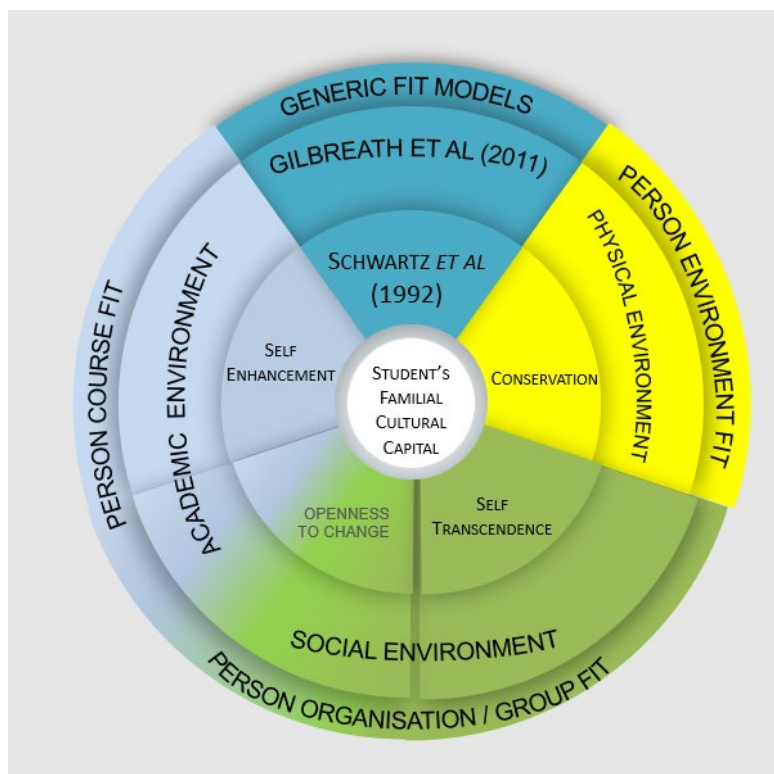 GENERIC FIT MODELS
GILBREATH ET AL (2011)
SCHWARTZ ET AL
(1992)
PERSON ENVIRONMENT FIT
PHYSICAL ENVIRONMENT
CONSERVATION
PERSON COURSE FIT
ACADEMIC ENVIRONMENT
SELF
ENHANCEMENT
STUDENT'S
FAMILIAL
CULTURAL
CAPITAL
OPENNESS
TO CHANGE
SELF
TRANSCENDENCE
SOCIAL ENVIRONMENT
PERSON ORGANISATION / GROUP FIT